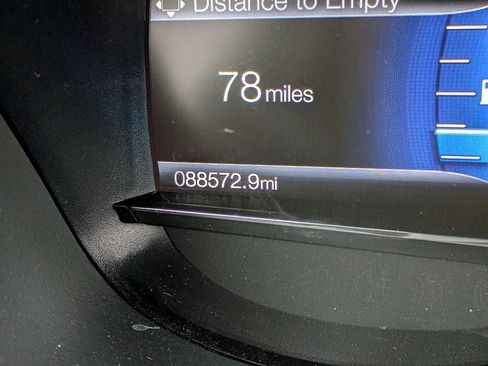 Distance to Empty
78 miles
088572.9mi